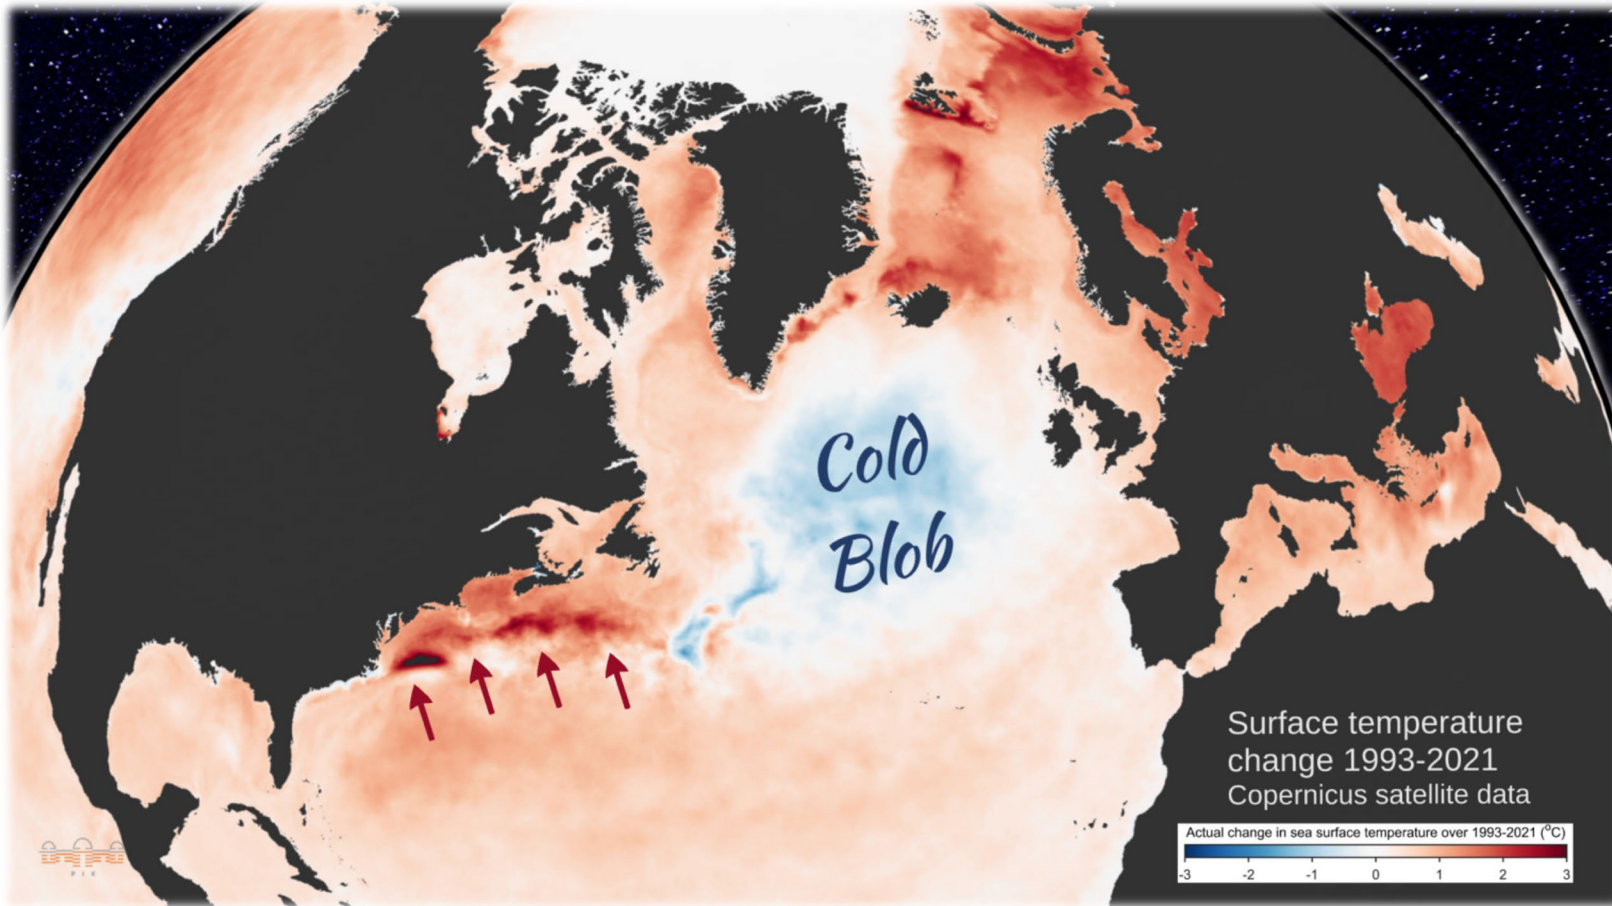 Cold
Blob
Surface temperature
change 1993-2021
Copernicus satellite data
Actual change in sea surface temperature over 1993-2021 (°C)
-3 -2 -1 0 1 2 3
PIK